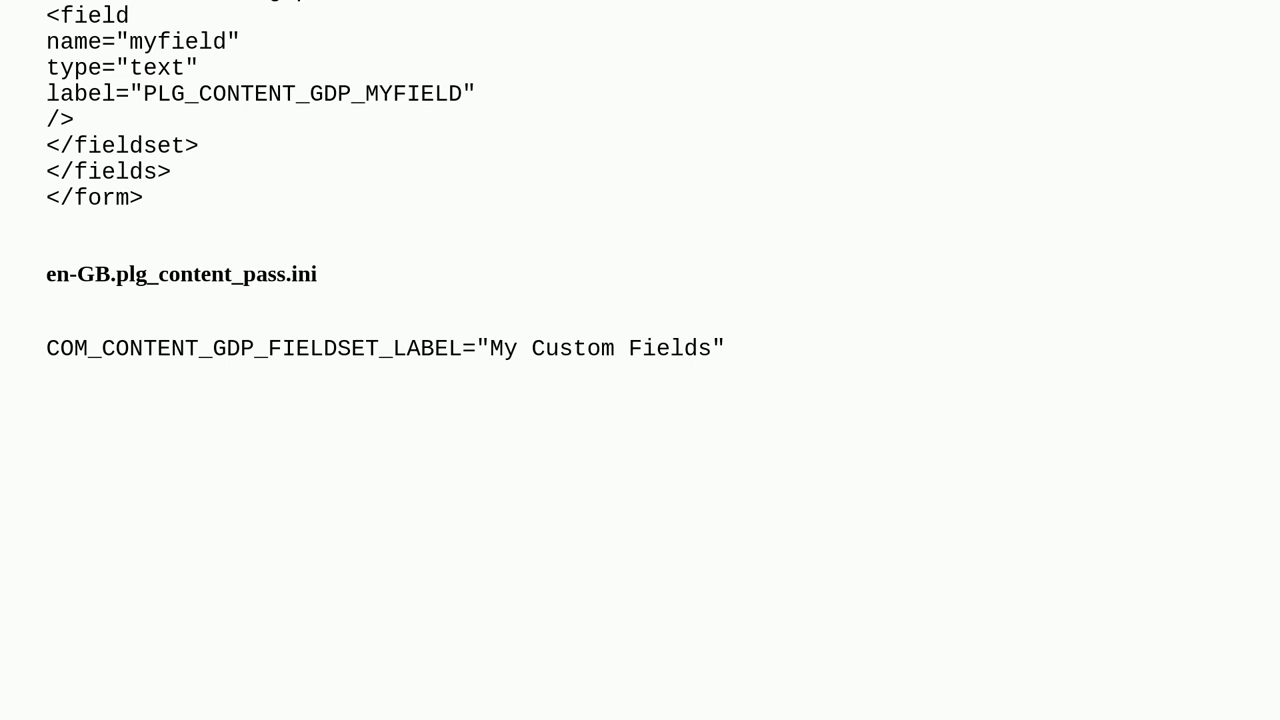 <field
name="myfield"
type="text"
label="PLG_CONTENT_GDP_MYFIELD"
/>
</fieldset>
</fields>
</form>
en-GB.plg_content_pass.ini
COM_CONTENT_GDP_FIELDSET_LABEL="My Custom Fields"